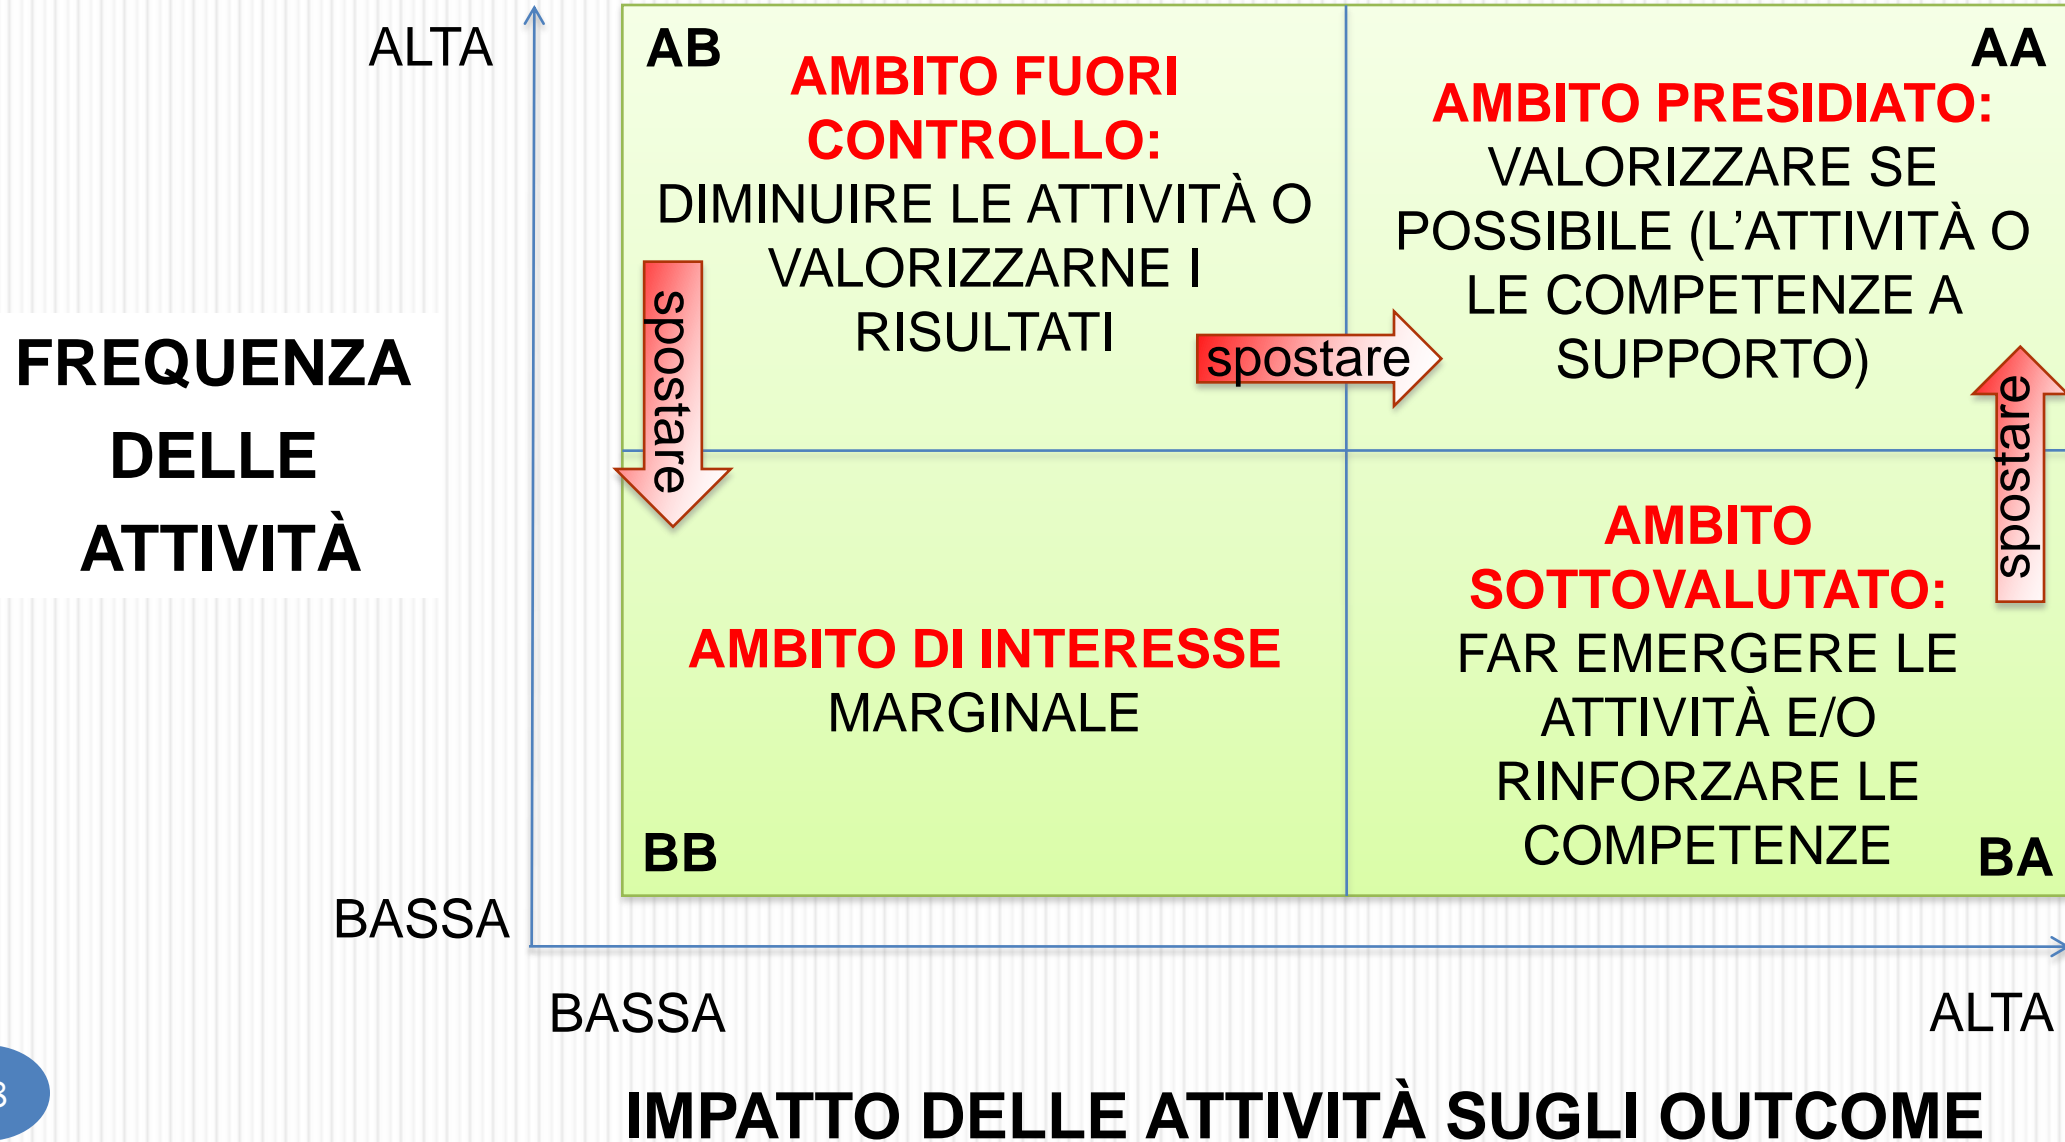 ALTA
FREQUENZA
DELLE
ATTIVITÀ
BASSA
AB
AMBITO FUORI
CONTROLLO:
DIMINUIRE LE ATTIVITÀ O
VALORIZZARNE I
RISULTATI
spostare
spostare
AA
AMBITO PRESIDIATO:
VALORIZZARE SE
POSSIBILE (L’ATTIVITÀ O
LE COMPETENZE A
SUPPORTO)
spostare
AMBITO DI INTERESSE
MARGINALE
BB
AMBITO
SOTTOVALUTATO:
FAR EMERGERE LE
ATTIVITÀ E/O
RINFORZARE LE
COMPETENZE
BA
BASSA
ALTA
IMPATTO DELLE ATTIVITÀ SUGLI OUTCOME